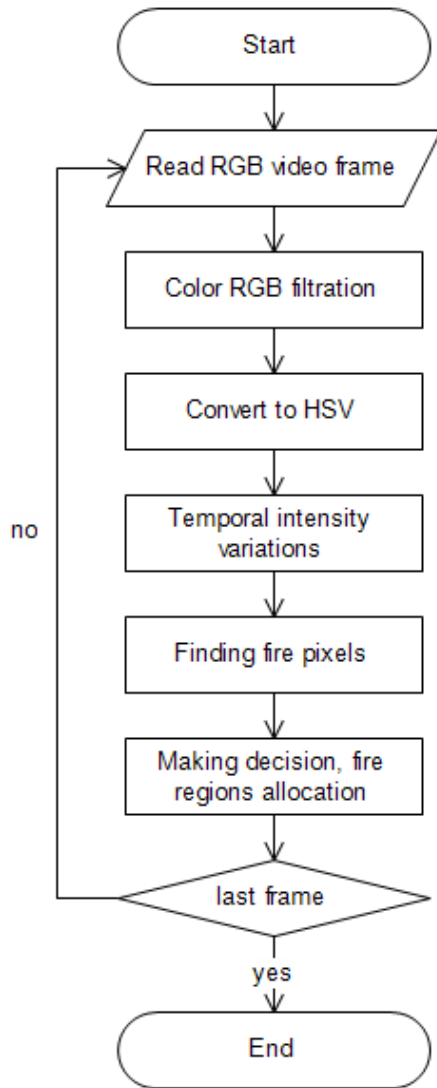 Start
Read RGB video frame
Color RGB filtration
Convert to HSV
no
Temporal intensity
variations
Finding fire pixels
Making decision, fire
regions allocation
last frame
yes
End